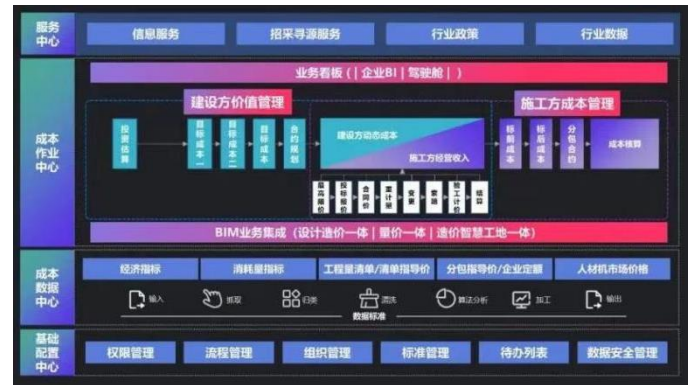 服务中心
信息服务
招采寻源服务
行业政策
行业数据
成本作业中心
业务看板(|企业BI|驾驶舱|)
建设方价值管理
施工方成本管理
投资估算
目标成本一
目标成本二
目标成本
合约规划
建设方动态成本
施工方经营收入
标前成本
标后成本
分包合约
成本核算
最高限价
投标报价
合同价
重计量
变更
索赔
验工计价
结算
BIM业务集成(设计造价一体|量价一体|造价智慧工地一体)
成本数据中心
经济指标
消耗量指标
工程量清单/清单指导价
分包指导价/企业定额
人材机市场价格
输入
抓取
归类
清洗
算法分析
加工
输出
数据标准
基础配置中心
权限管理
流程管理
组织管理
标准管理
待办列表
数据安全管理